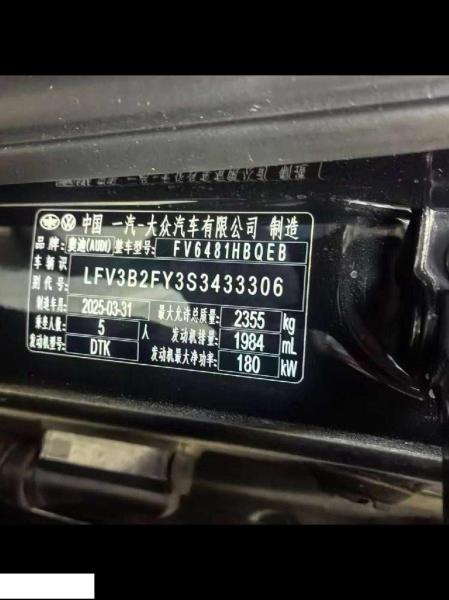 中国 一汽-大众汽车有限公司 制造
品牌: 奥迪(AUDI) 整车型号: FV6481HBQEB
车辆识别代号: LFV3B2FY3S3433306
制造年月: 2025-03-31 最大允许总质量: 2355 kg
乘坐人数: 5 人 发动机排量: 1984 mL
发动机型号: DTK 发动机最大净功率: 180 kW